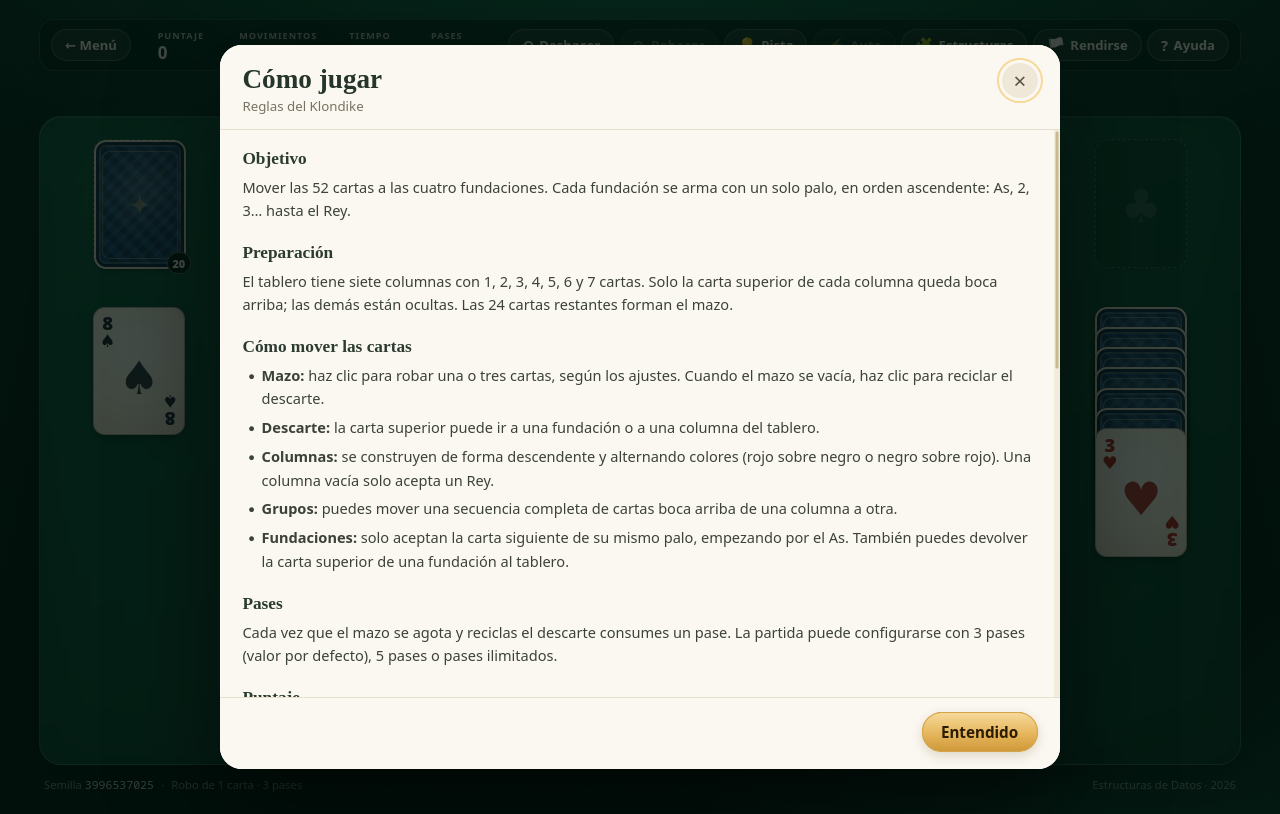 ← Menú
PUNTAJE
0
MOVIMIENTOS
TIEMPO
PASES
Deshacer
Rehacer
Pista
Auto
Estructuras
Rendirse
? Ayuda
Cómo jugar
Reglas del Klondike
Objetivo
Mover las 52 cartas a las cuatro fundaciones. Cada fundación se arma con un solo palo, en orden ascendente: As, 2,
3... hasta el Rey.
Preparación
El tablero tiene siete columnas con 1, 2, 3, 4, 5, 6 y 7 cartas. Solo la carta superior de cada columna queda boca
arriba; las demás están ocultas. Las 24 cartas restantes forman el mazo.
Cómo mover las cartas
• Mazo: haz clic para robar una o tres cartas, según los ajustes. Cuando el mazo se vacía, haz clic para reciclar el
descarte.
• Descarte: la carta superior puede ir a una fundación o a una columna del tablero.
• Columnas: se construyen de forma descendente y alternando colores (rojo sobre negro o negro sobre rojo). Una
columna vacía solo acepta un Rey.
• Grupos: puedes mover una secuencia completa de cartas boca arriba de una columna a otra.
• Fundaciones: solo aceptan la carta siguiente de su mismo palo, empezando por el As. También puedes devolver
la carta superior de una fundación al tablero.
Pases
Cada vez que el mazo se agota y reciclas el descarte consumes un pase. La partida puede configurarse con 3 pases
(valor por defecto), 5 pases o pases ilimitados.
Puntaje
Entendido
20
8
8
3
3
Semilla 3996537025 · Robo de 1 carta · 3 pases
Estructuras de Datos · 2026